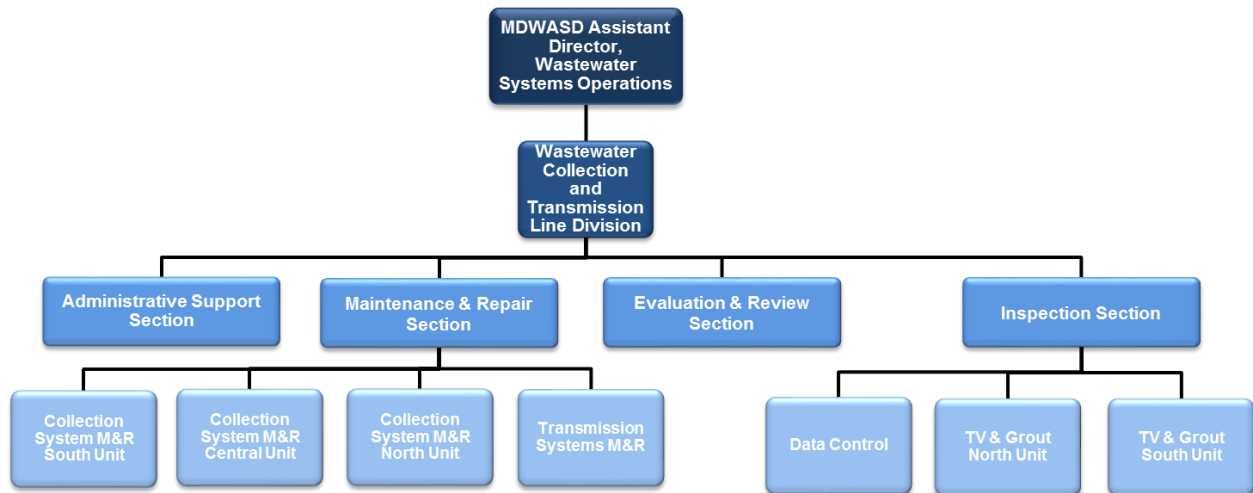 MDWASD Assistant
Director,
Wastewater
Systems Operations
Wastewater
Collection
and
Transmission
Line Division
Administrative Support
Section
Maintenance & Repair
Section
Evaluation & Review
Section
Inspection Section
Collection
System M&R
South Unit
Collection
System M&R
Central Unit
Collection
System M&R
North Unit
Transmission
Systems M&R
Data Control
TV & Grout
North Unit
TV & Grout
South Unit